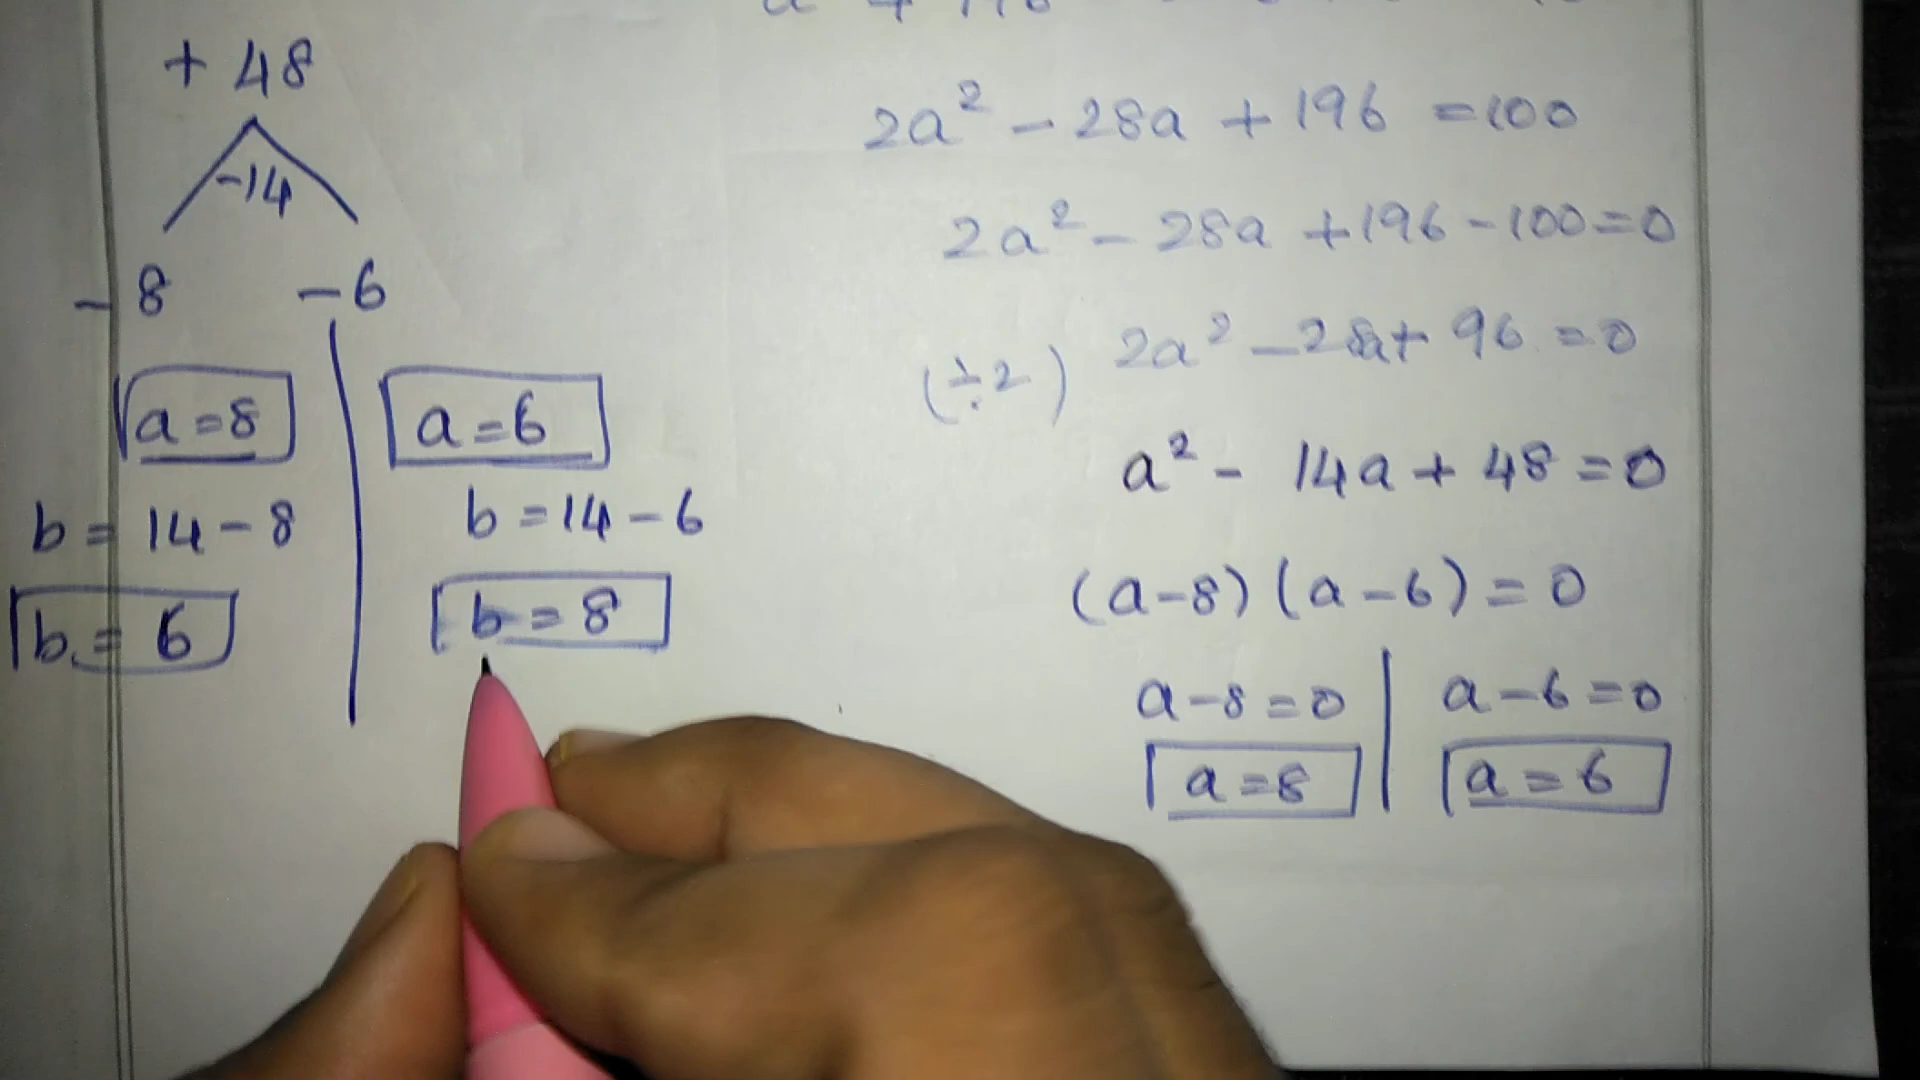 + 48
-14
- 8 - 6
a = 8
b = 14 - 8
b = 6
a = 6
b = 14 - 6
b = 8
2a² - 28a + 196 = 100
2a² - 28a + 196 - 100 = 0
(÷2) 2a² - 28a + 96 = 0
a² - 14a + 48 = 0
(a - 8) (a - 6) = 0
a - 8 = 0 | a - 6 = 0
a = 8 | a = 6